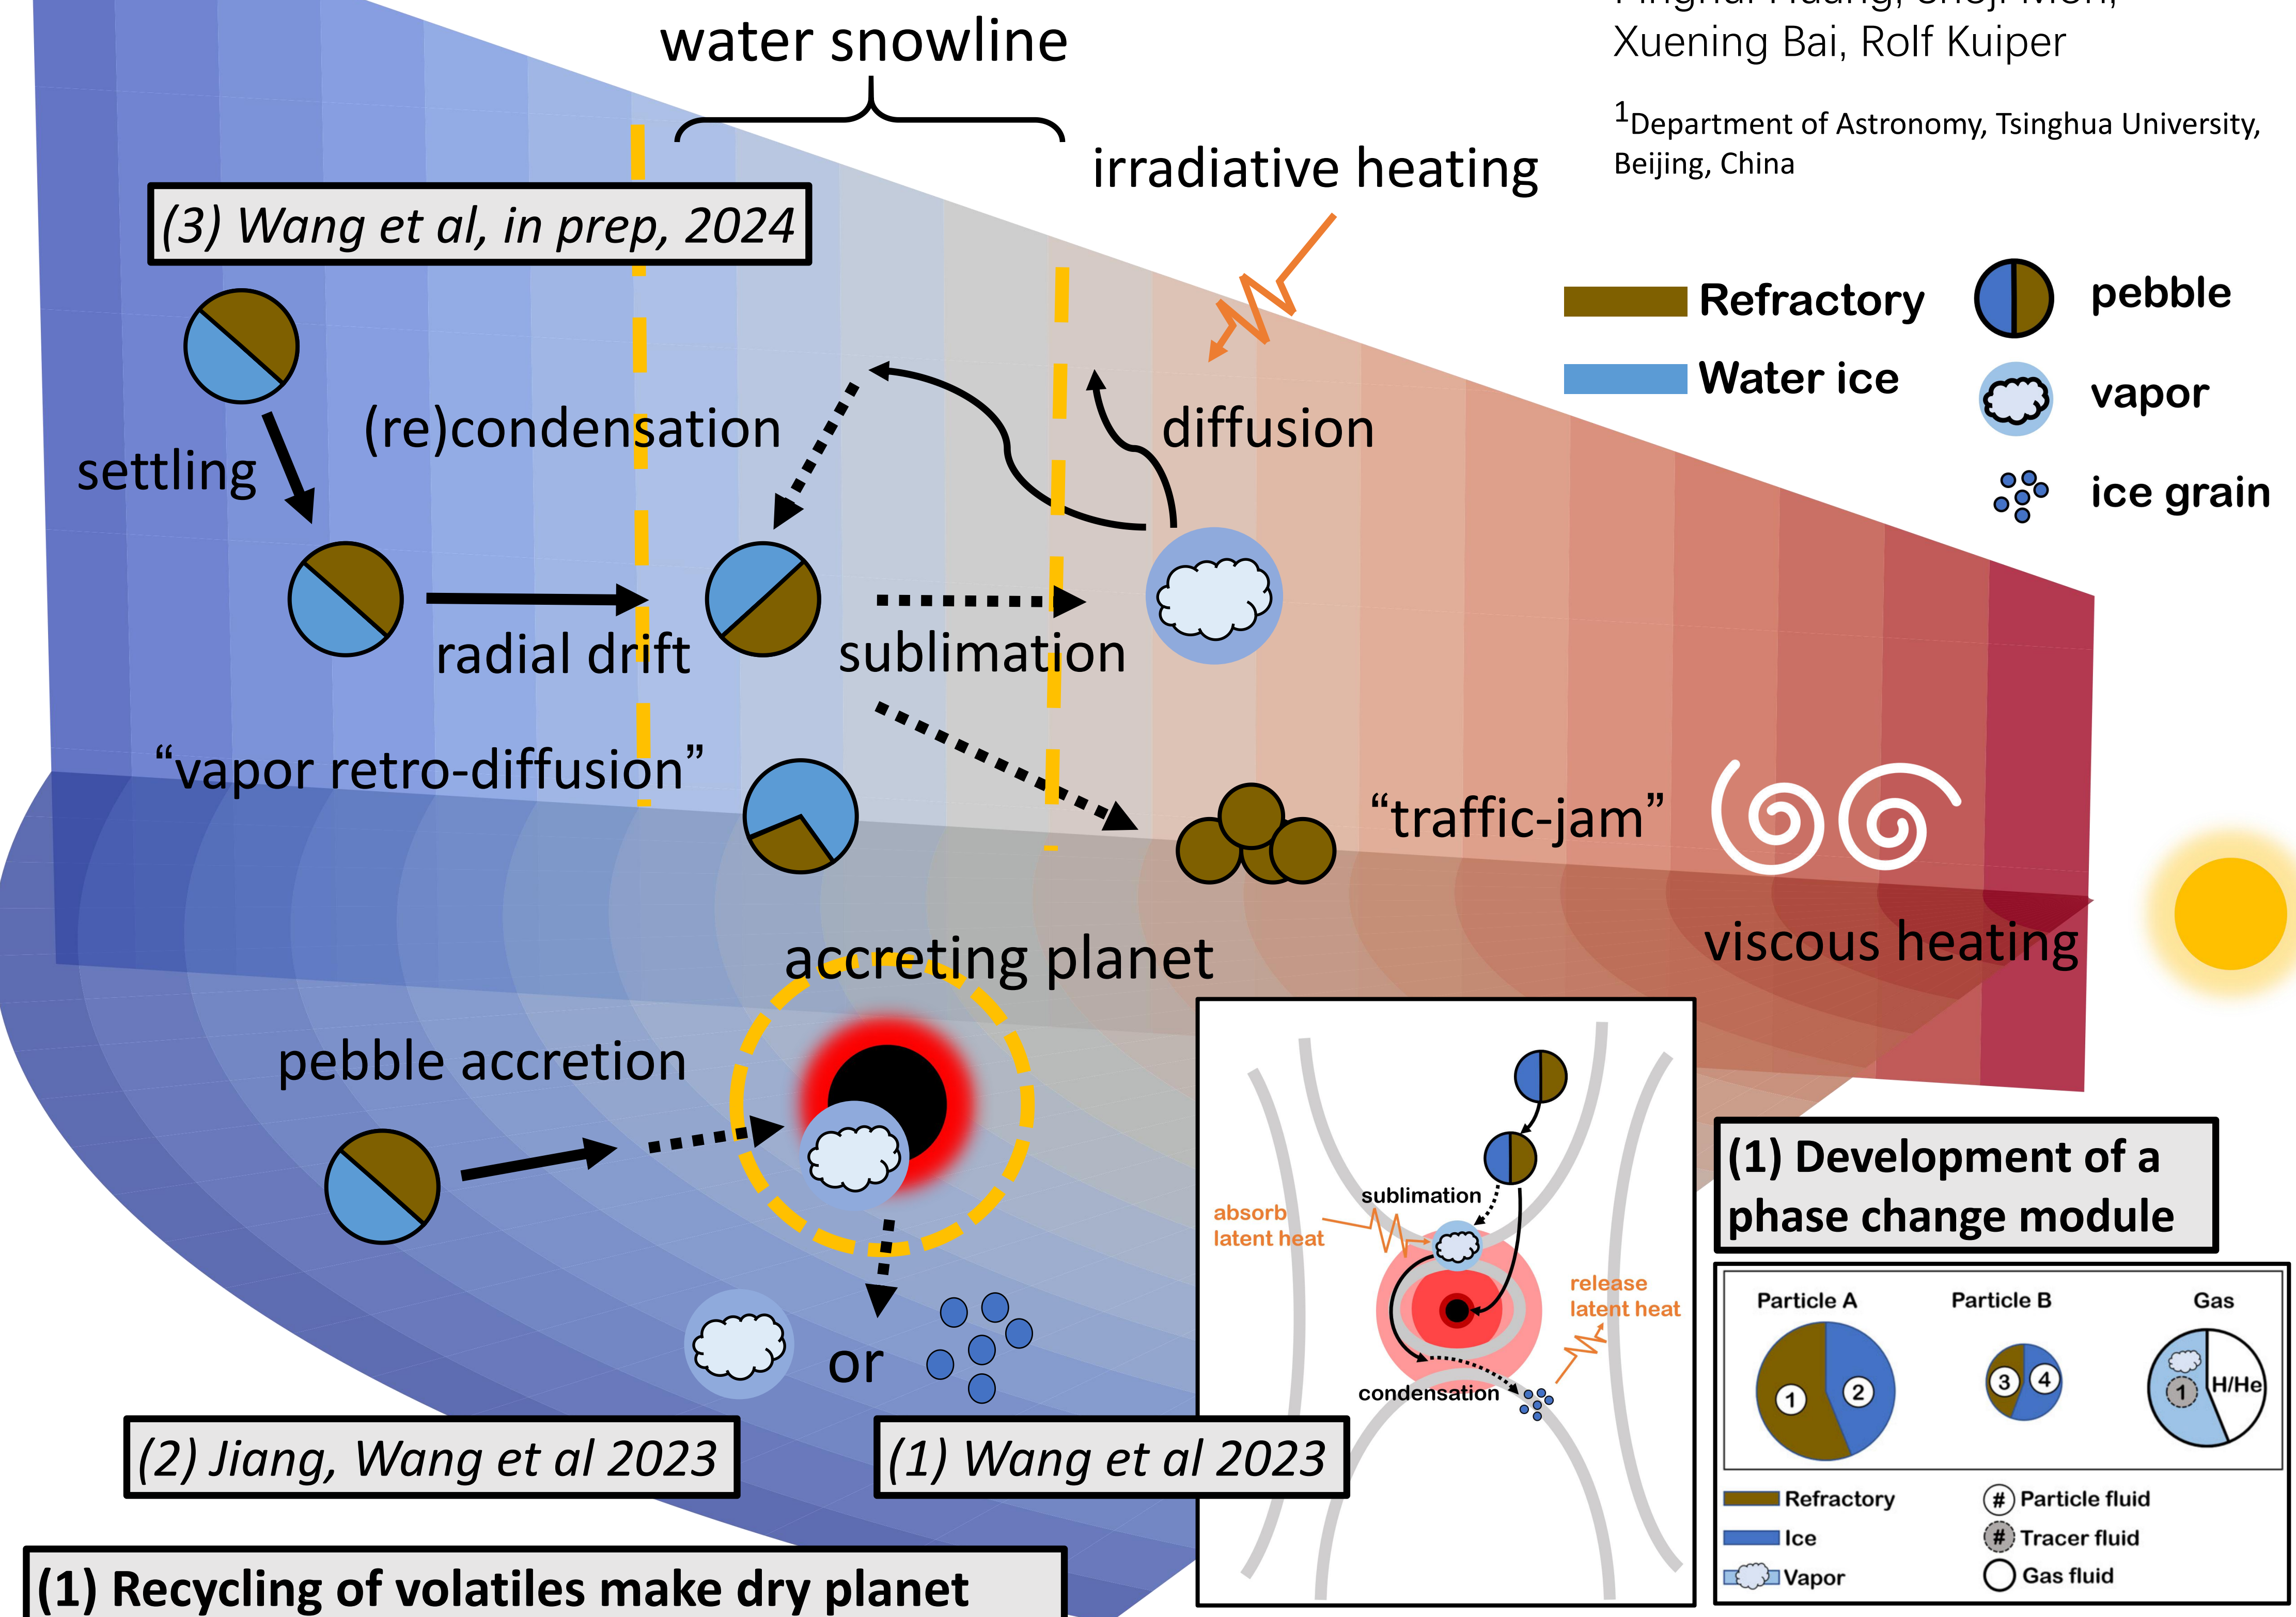 water snowline
Xuening Bai, Rolf Kuiper
1Department of Astronomy, Tsinghua University,
Beijing, China
irradiative heating
(3) Wang et al, in prep, 2024
Refractory
pebble
Water ice
vapor
ice grain
(re)condensation
diffusion
settling
radial drift
sublimation
“vapor retro-diffusion”
“traffic-jam”
viscous heating
accreting planet
pebble accretion
or
(2) Jiang, Wang et al 2023
(1) Wang et al 2023
sublimation
absorb
latent heat
release
latent heat
condensation
(1) Development of a
phase change module
Particle A
Particle B
Gas
1
2
3
4
1
H/He
Refractory
# Particle fluid
Ice
# Tracer fluid
Vapor
Gas fluid
(1) Recycling of volatiles make dry planet